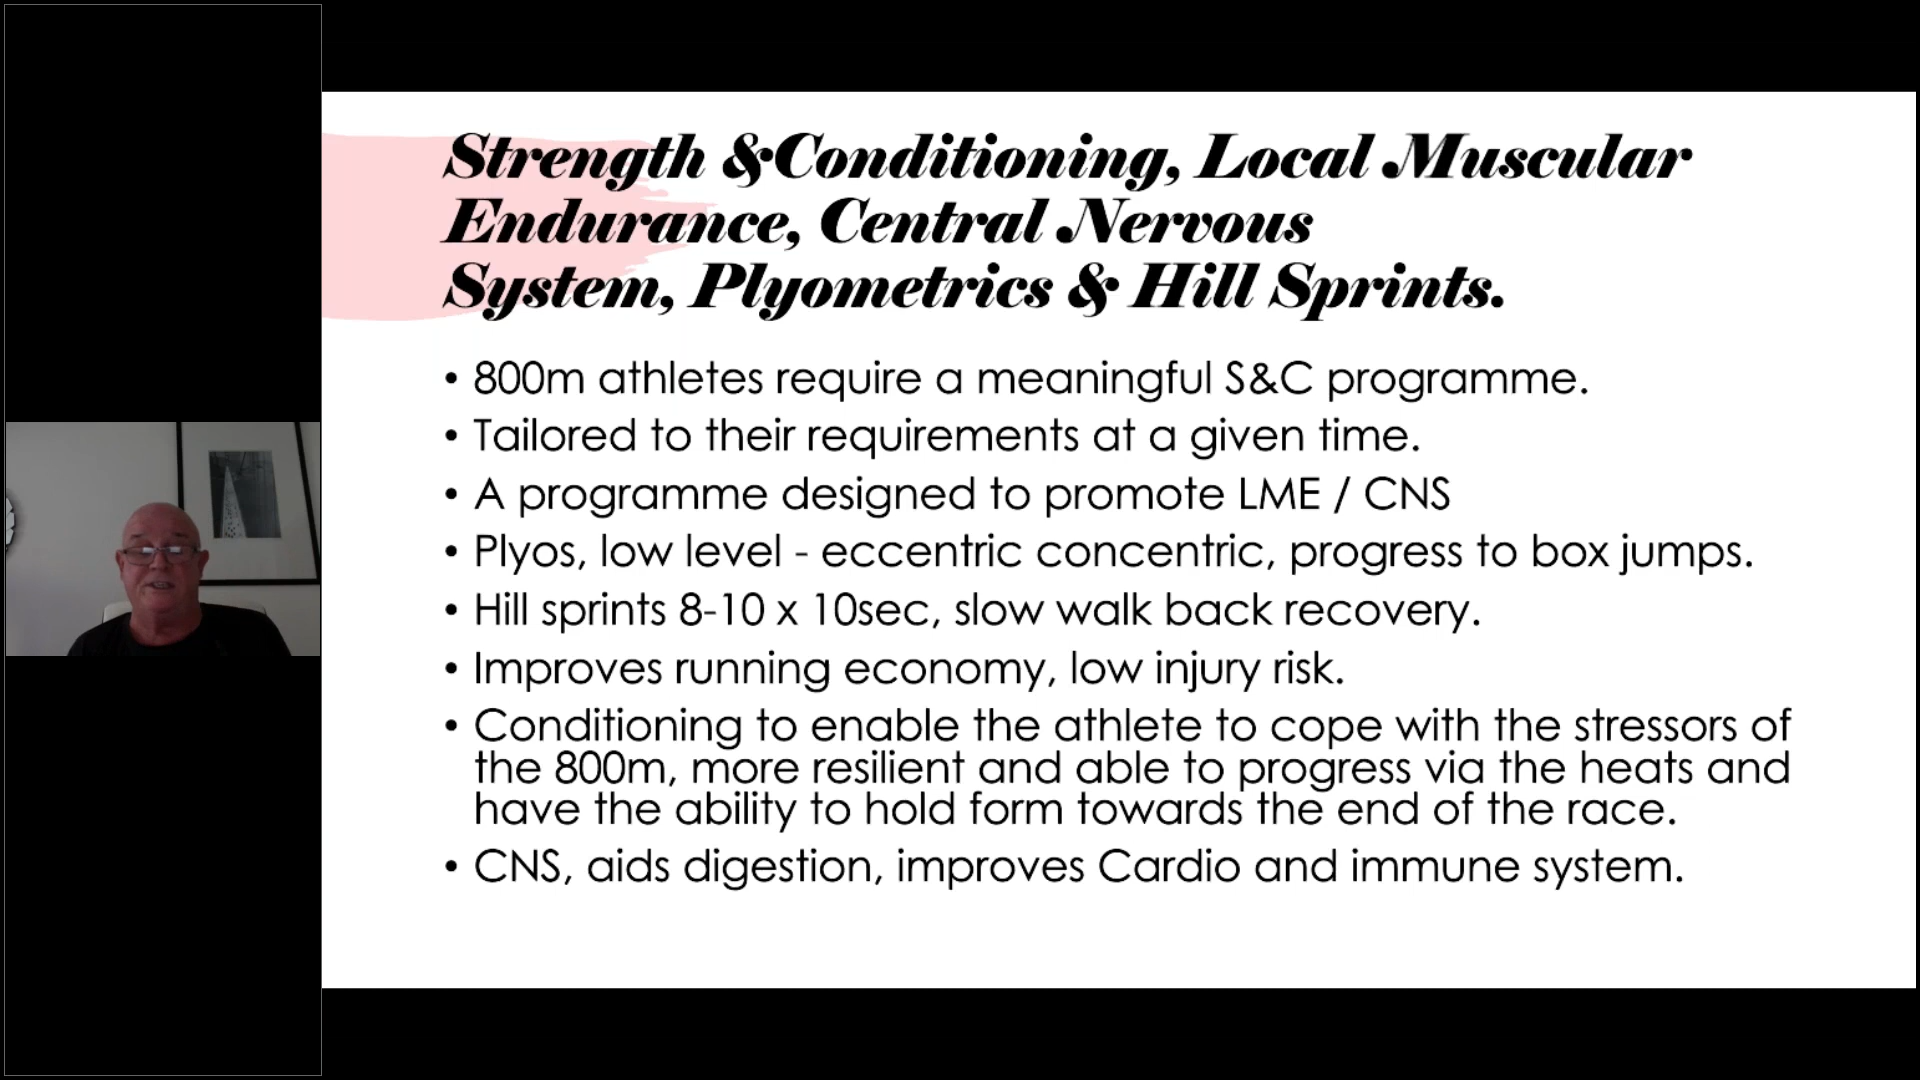 Strength &Conditioning, Local Muscular
Endurance, Central Nervous
System, Plyometrics & Hill Sprints.
• 800m athletes require a meaningful S&C programme.
• Tailored to their requirements at a given time.
• A programme designed to promote LME / CNS
• Plyos, low level - eccentric concentric, progress to box jumps.
• Hill sprints 8-10 x 10sec, slow walk back recovery.
• Improves running economy, low injury risk.
• Conditioning to enable the athlete to cope with the stressors of
the 800m, more resilient and able to progress via the heats and
have the ability to hold form towards the end of the race.
• CNS, aids digestion, improves Cardio and immune system.